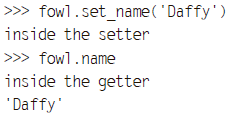 >>> fowl.set_name('Daffy')
inside the setter
>>> fowl.name
inside the getter
'Daffy'